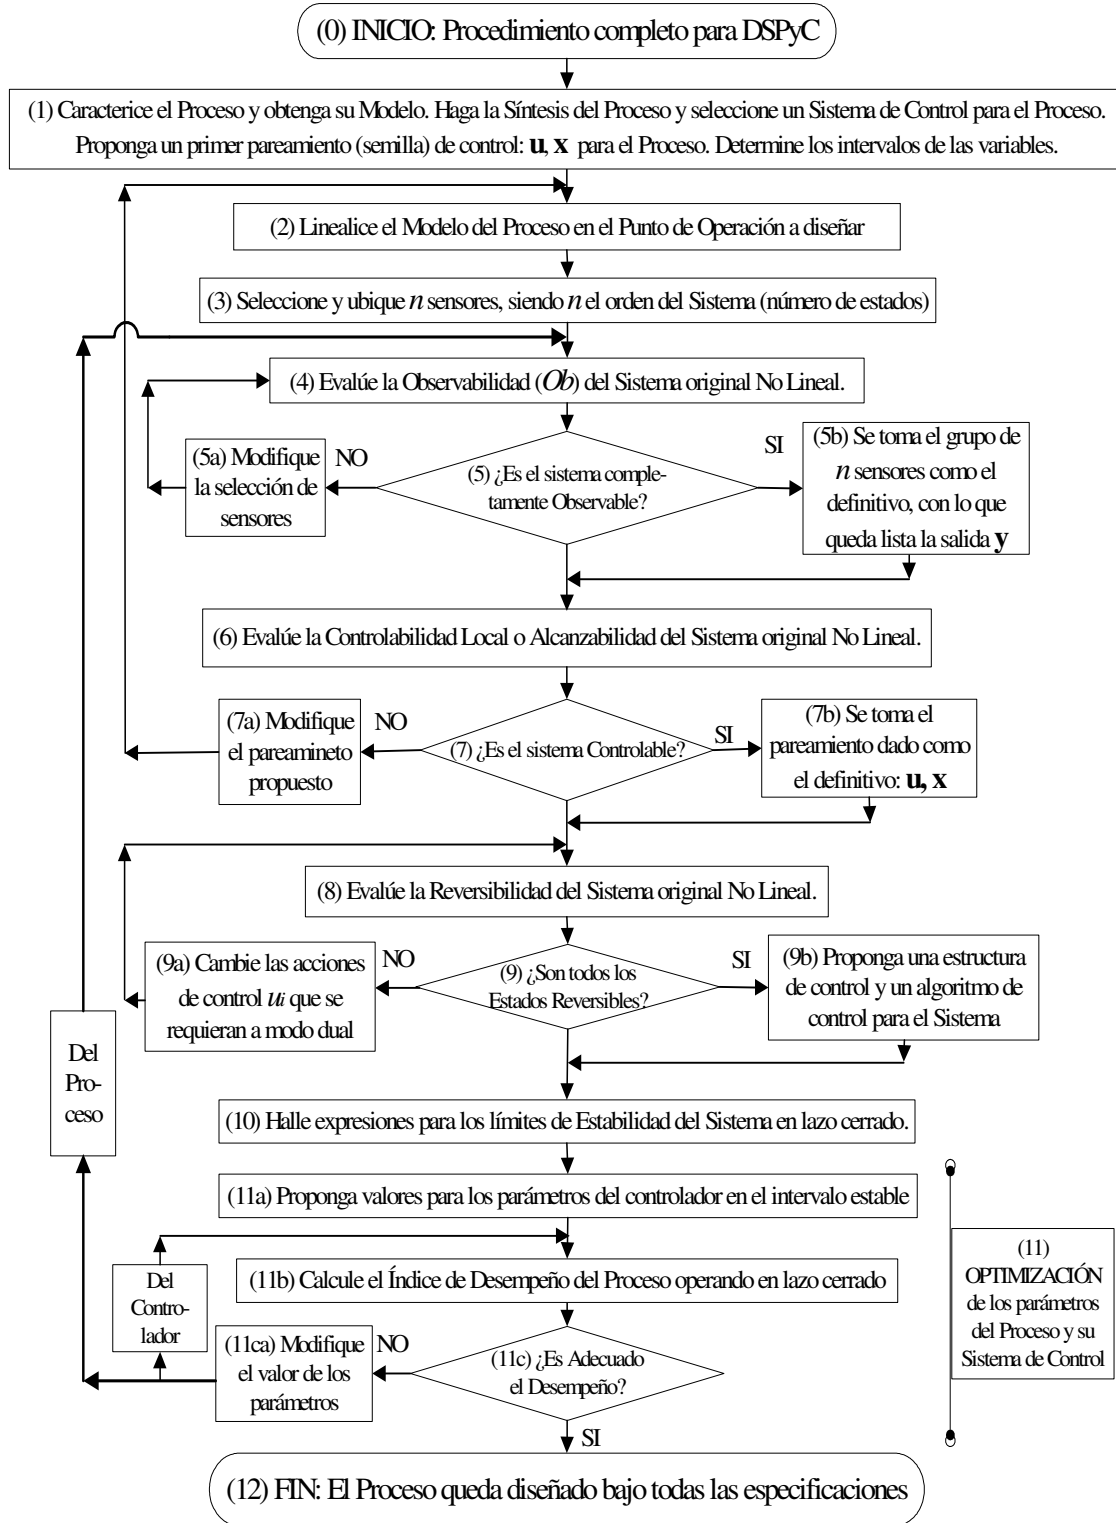 (0) INICIO: Procedimiento completo para DSPyC
(1) Caracterice el Proceso y obtenga su Modelo. Haga la Síntesis del Proceso y seleccione un Sistema de Control para el Proceso.
Proponga un primer pareamiento (semilla) de control: u, x para el Proceso. Determine los intervalos de las variables.
(2) Linealice el Modelo del Proceso en el Punto de Operación a diseñar
(3) Seleccione y ubique n sensores, siendo n el orden del Sistema (número de estados)
(4) Evalúe la Observabilidad (Ob) del Sistema original No Lineal.
(5a) Modifique
la selección de
sensores
NO
(5) ¿Es el sistema comple-
tamente Observable?
SI
(5b) Se toma el grupo de
n sensores como el
definitivo, con lo que
queda lista la salida y
(6) Evalúe la Controlabilidad Local o Alcanzabilidad del Sistema original No Lineal.
(7a) Modifique
el pareamineto
propuesto
NO
(7) ¿Es el sistema Controlable?
SI
(7b) Se toma el
pareamiento dado como
el definitivo: u, x
(8) Evalúe la Reversibilidad del Sistema original No Lineal.
(9a) Cambie las acciones
de control ui que se
requieran a modo dual
NO
(9) ¿Son todos los
Estados Reversibles?
SI
(9b) Proponga una estructura
de control y un algoritmo de
control para el Sistema
Del
Pro-
ceso
(10) Halle expresiones para los límites de Estabilidad del Sistema en lazo cerrado.
(11a) Proponga valores para los parámetros del controlador en el intervalo estable
(11b) Calcule el Índice de Desempeño del Proceso operando en lazo cerrado
(11)
OPTIMIZACIÓN
de los parámetros
del Proceso y su
Sistema de Control
Del
Contro-
lador
(11ca) Modifique
el valor de los
parámetros
NO
(11c) ¿Es Adecuado
el Desempeño?
SI
(12) FIN: El Proceso queda diseñado bajo todas las especificaciones